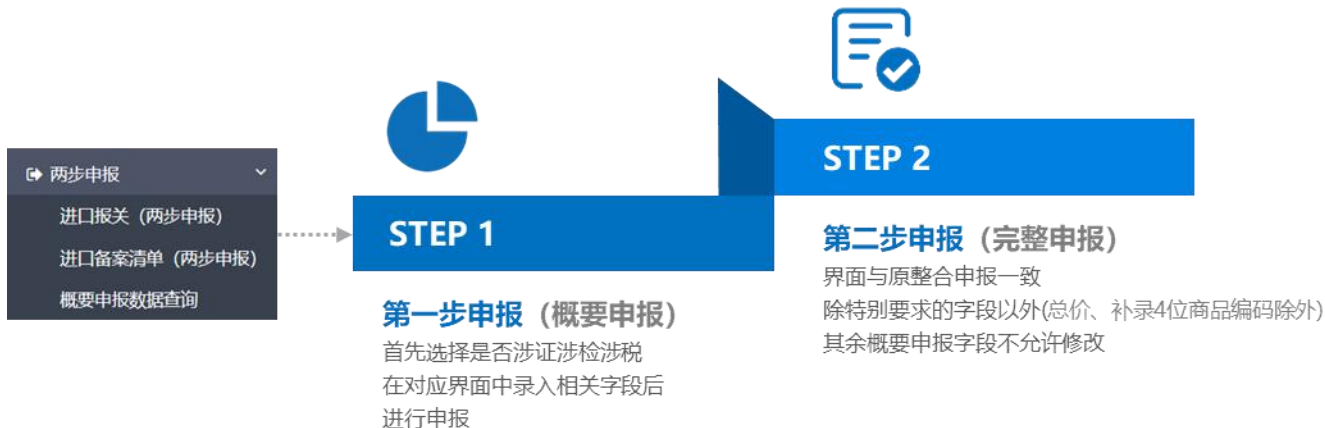 两步申报
进口报关（两步申报）
进口备案清单（两步申报）
概要申报数据查询
STEP 1
第一步申报（概要申报）
首先选择是否涉证涉检涉税
在对应界面中录入相关字段后
进行申报
STEP 2
第二步申报（完整申报）
界面与原整合申报一致
除特别要求的字段以外(总价、补录4位商品编码除外)
其余概要申报字段不允许修改